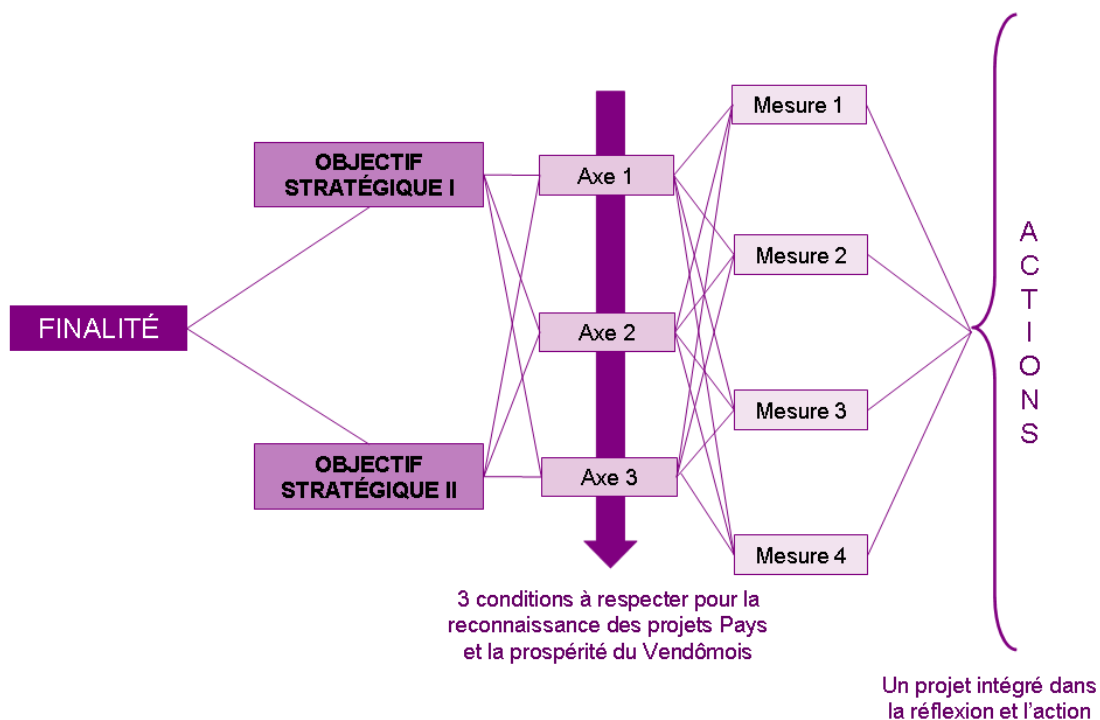 FINALITÉ
OBJECTIF
STRATÉGIQUE I
OBJECTIF
STRATÉGIQUE II
Axe 1
Axe 2
Axe 3
3 conditions à respecter pour la
reconnaissance des projets Pays
et la prospérité du Vendômois
Mesure 1
Mesure 2
Mesure 3
Mesure 4
ACTIONS
Un projet intégré dans
la réflexion et l'action